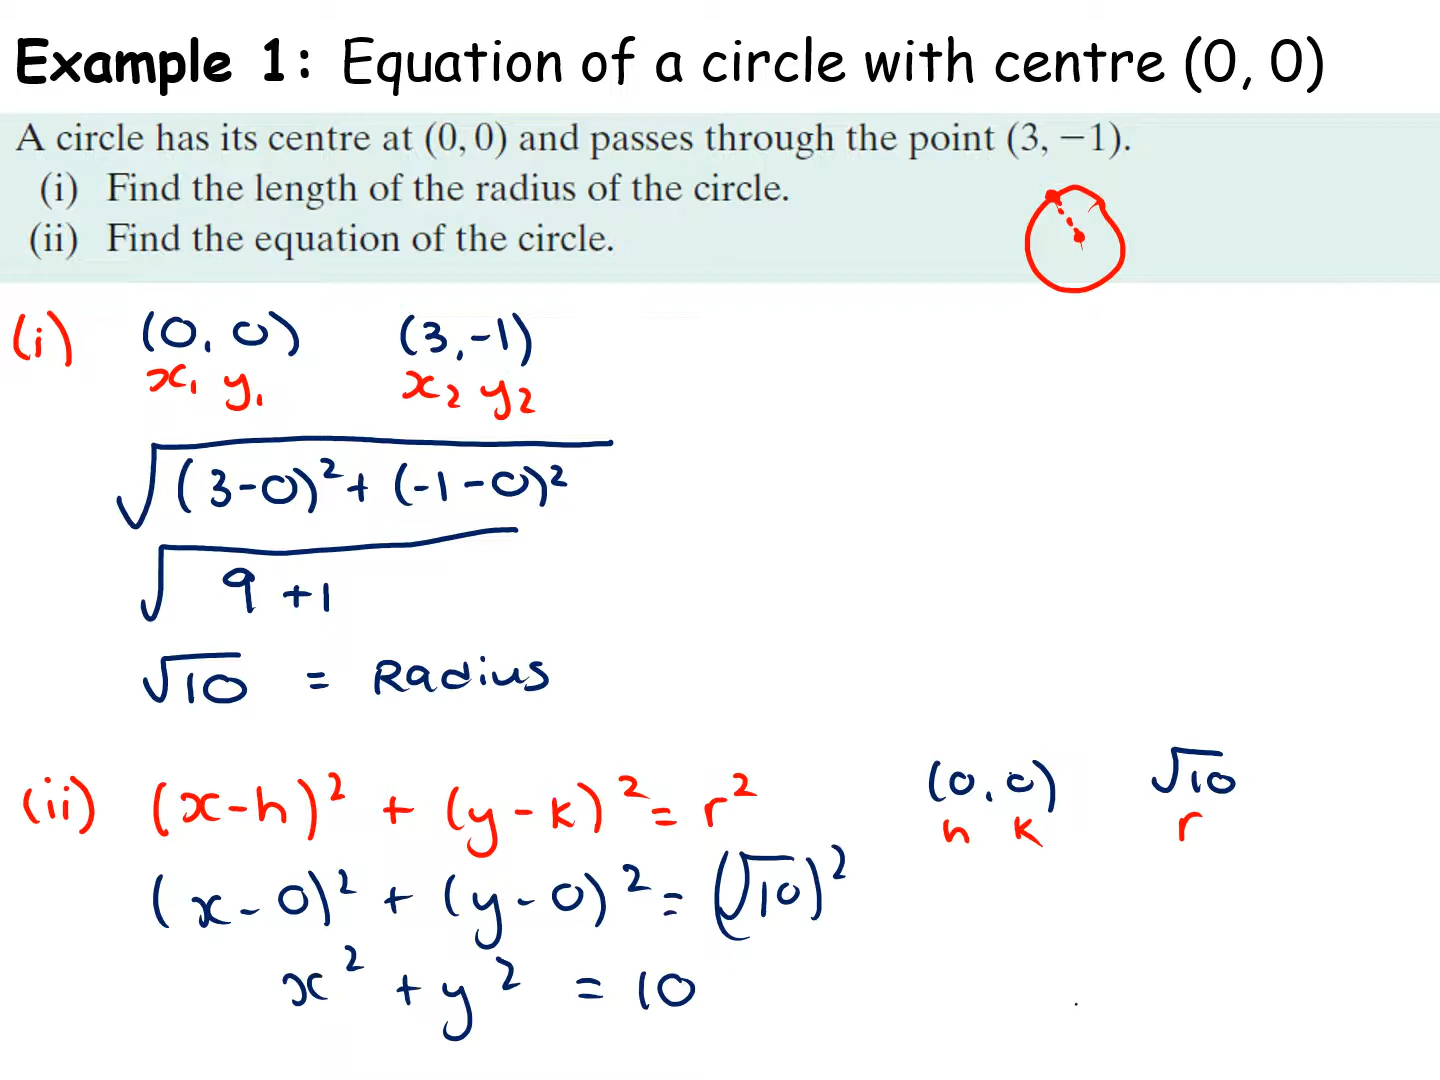 Example 1: Equation of a circle with centre (0, 0)
A circle has its centre at (0, 0) and passes through the point (3, −1).
(i) Find the length of the radius of the circle.
(ii) Find the equation of the circle.
(i) (0, 0) (3, -1)
x₁ y₁ x₂ y₂
√((3-0)² + (-1-0)²)
√(9 + 1)
√10 = Radius
(ii) (x-h)² + (y-k)² = r² (0, 0) √10
h k r
(x-0)² + (y-0)² = (√10)²
x² + y² = 10